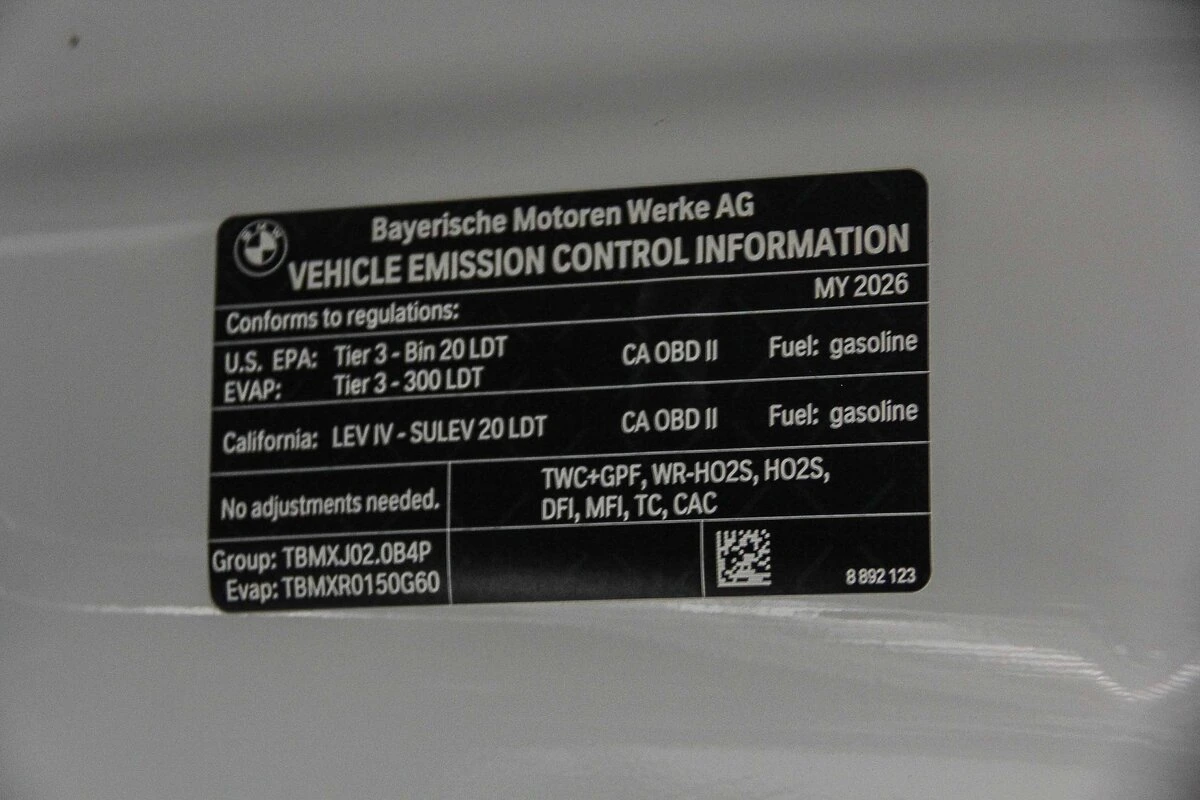 BMW
Bayerische Motoren Werke AG
VEHICLE EMISSION CONTROL INFORMATION
Conforms to regulations: MY 2026
U.S. EPA: Tier 3 - Bin 20 LDT CA OBD II Fuel: gasoline
EVAP: Tier 3 - 300 LDT
California: LEV IV - SULEV 20 LDT CA OBD II Fuel: gasoline
No adjustments needed.
TWC+GPF, WR-HO2S, HO2S,
DFI, MFI, TC, CAC
Group: TBMXJ02.0B4P
Evap: TBMXR0150G60
8 892 123